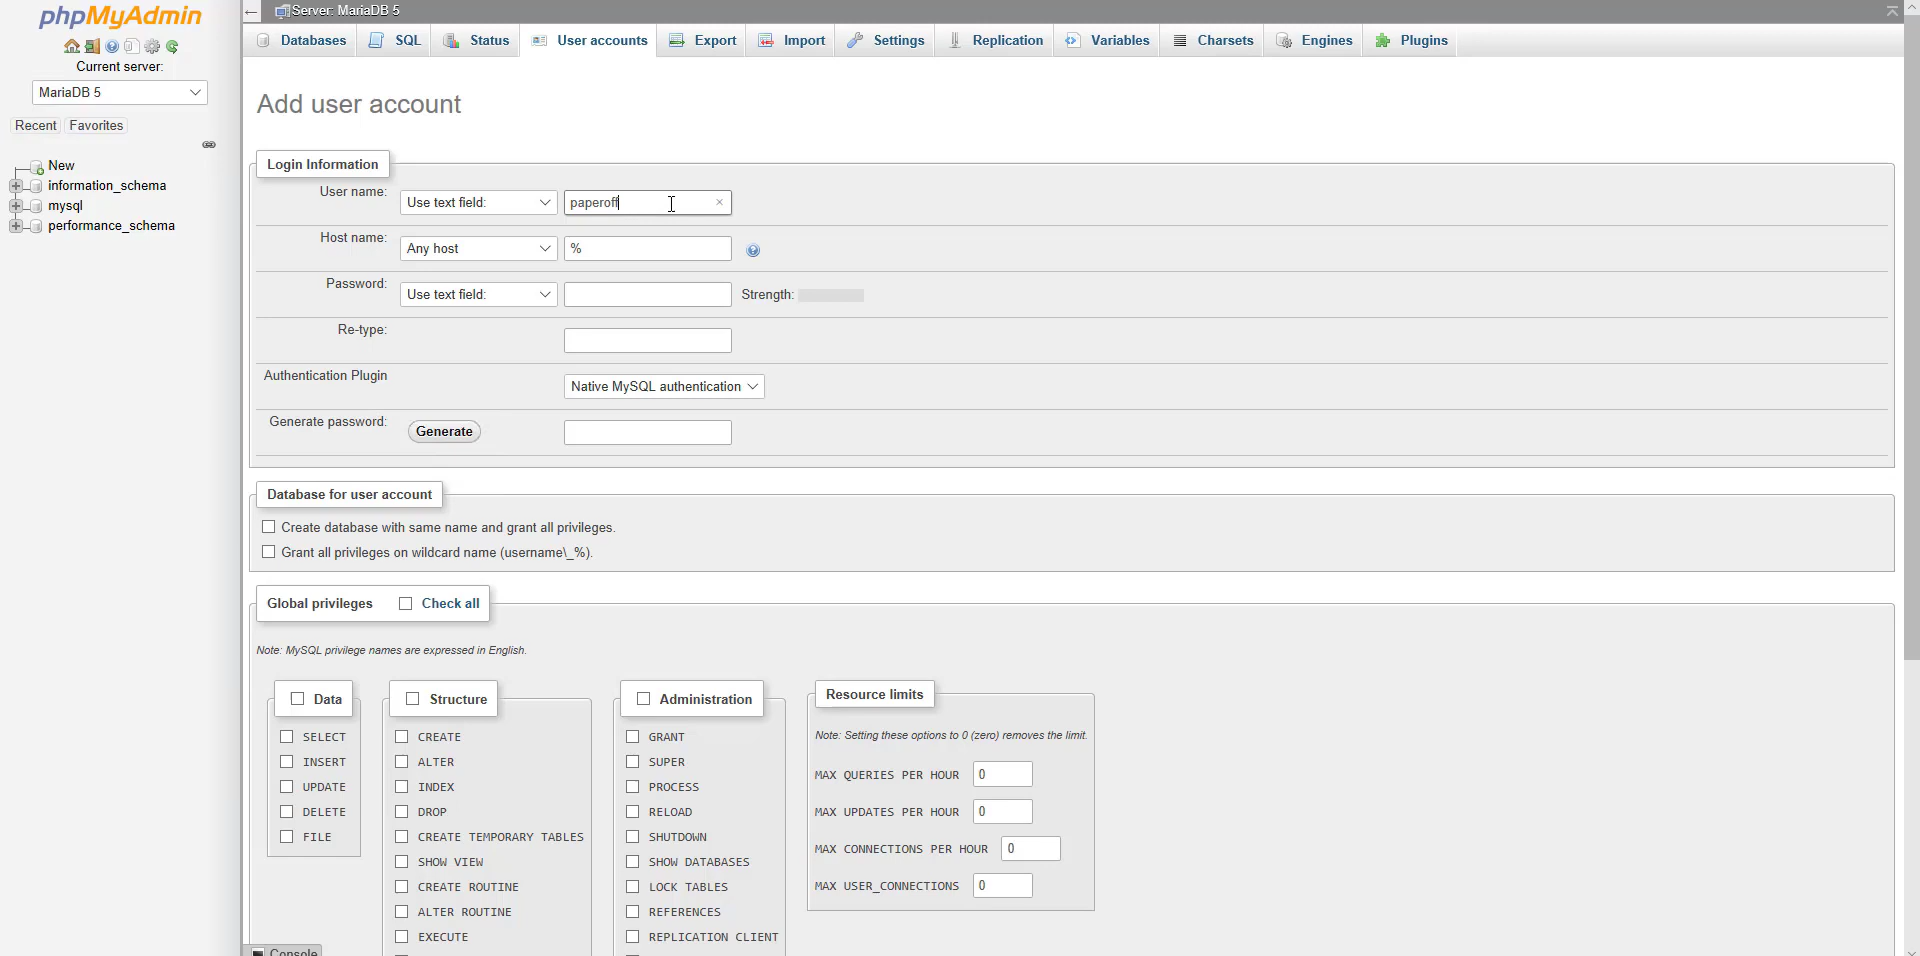 phpMyAdmin
Current server:
MariaDB 5
Recent Favorites
New
information_schema
mysql
performance_schema
Server: MariaDB 5
Databases SQL Status User accounts Export Import Settings Replication Variables Charsets Engines Plugins
Add user account
Login Information
User name: Use text field: paperoff ×
Host name: Any host %
Password: Use text field: Strength:
Re-type:
Authentication Plugin Native MySQL authentication
Generate password: Generate
Database for user account
Create database with same name and grant all privileges.
Grant all privileges on wildcard name (username\_%).
Global privileges Check all
Note: MySQL privilege names are expressed in English.
Data
SELECT
INSERT
UPDATE
DELETE
FILE
Structure
CREATE
ALTER
INDEX
DROP
CREATE TEMPORARY TABLES
SHOW VIEW
CREATE ROUTINE
ALTER ROUTINE
EXECUTE
Administration
GRANT
SUPER
PROCESS
RELOAD
SHUTDOWN
SHOW DATABASES
LOCK TABLES
REFERENCES
REPLICATION CLIENT
Resource limits
Note: Setting these options to 0 (zero) removes the limit.
MAX QUERIES PER HOUR 0
MAX UPDATES PER HOUR 0
MAX CONNECTIONS PER HOUR 0
MAX USER_CONNECTIONS 0
Console